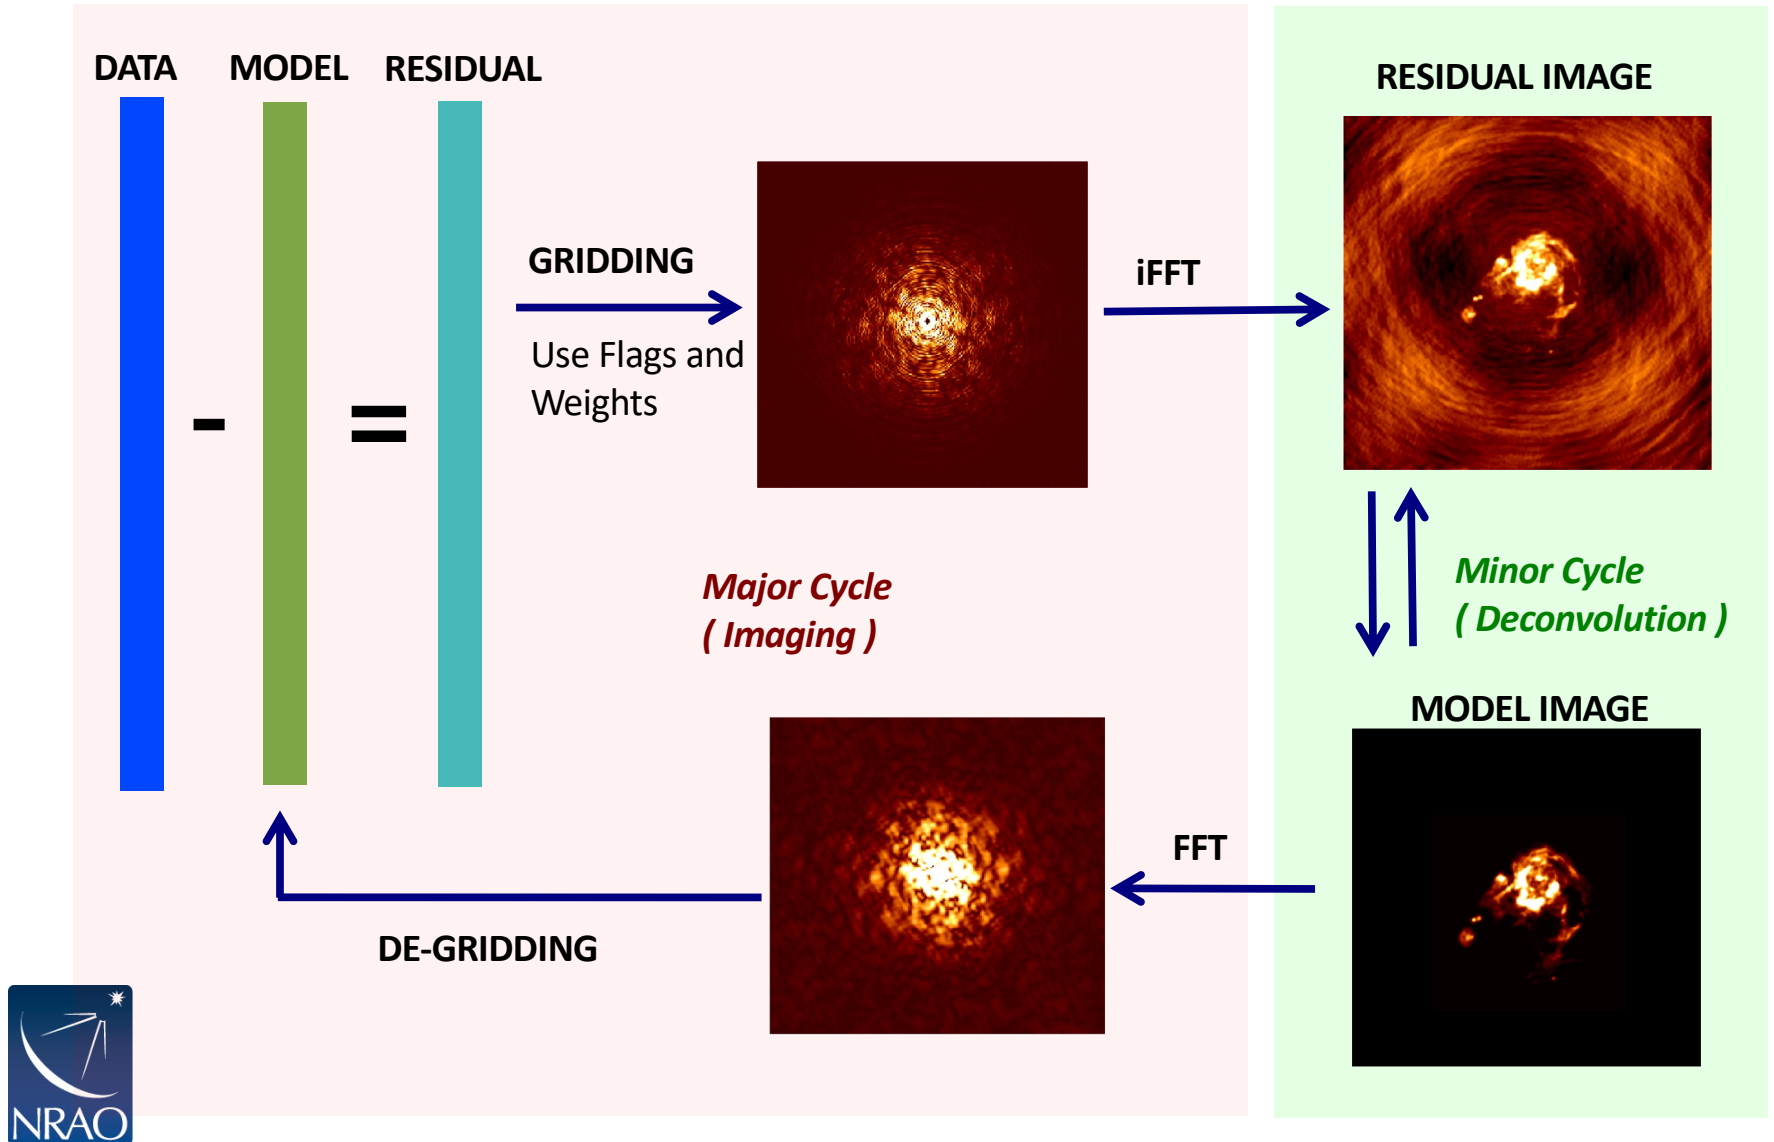 DATA
MODEL
RESIDUAL
RESIDUAL IMAGE
GRIDDING
iFFT
Use Flags and
Weights
-
=
Major Cycle
( Imaging )
Minor Cycle
( Deconvolution )
MODEL IMAGE
FFT
DE-GRIDDING
NRAO